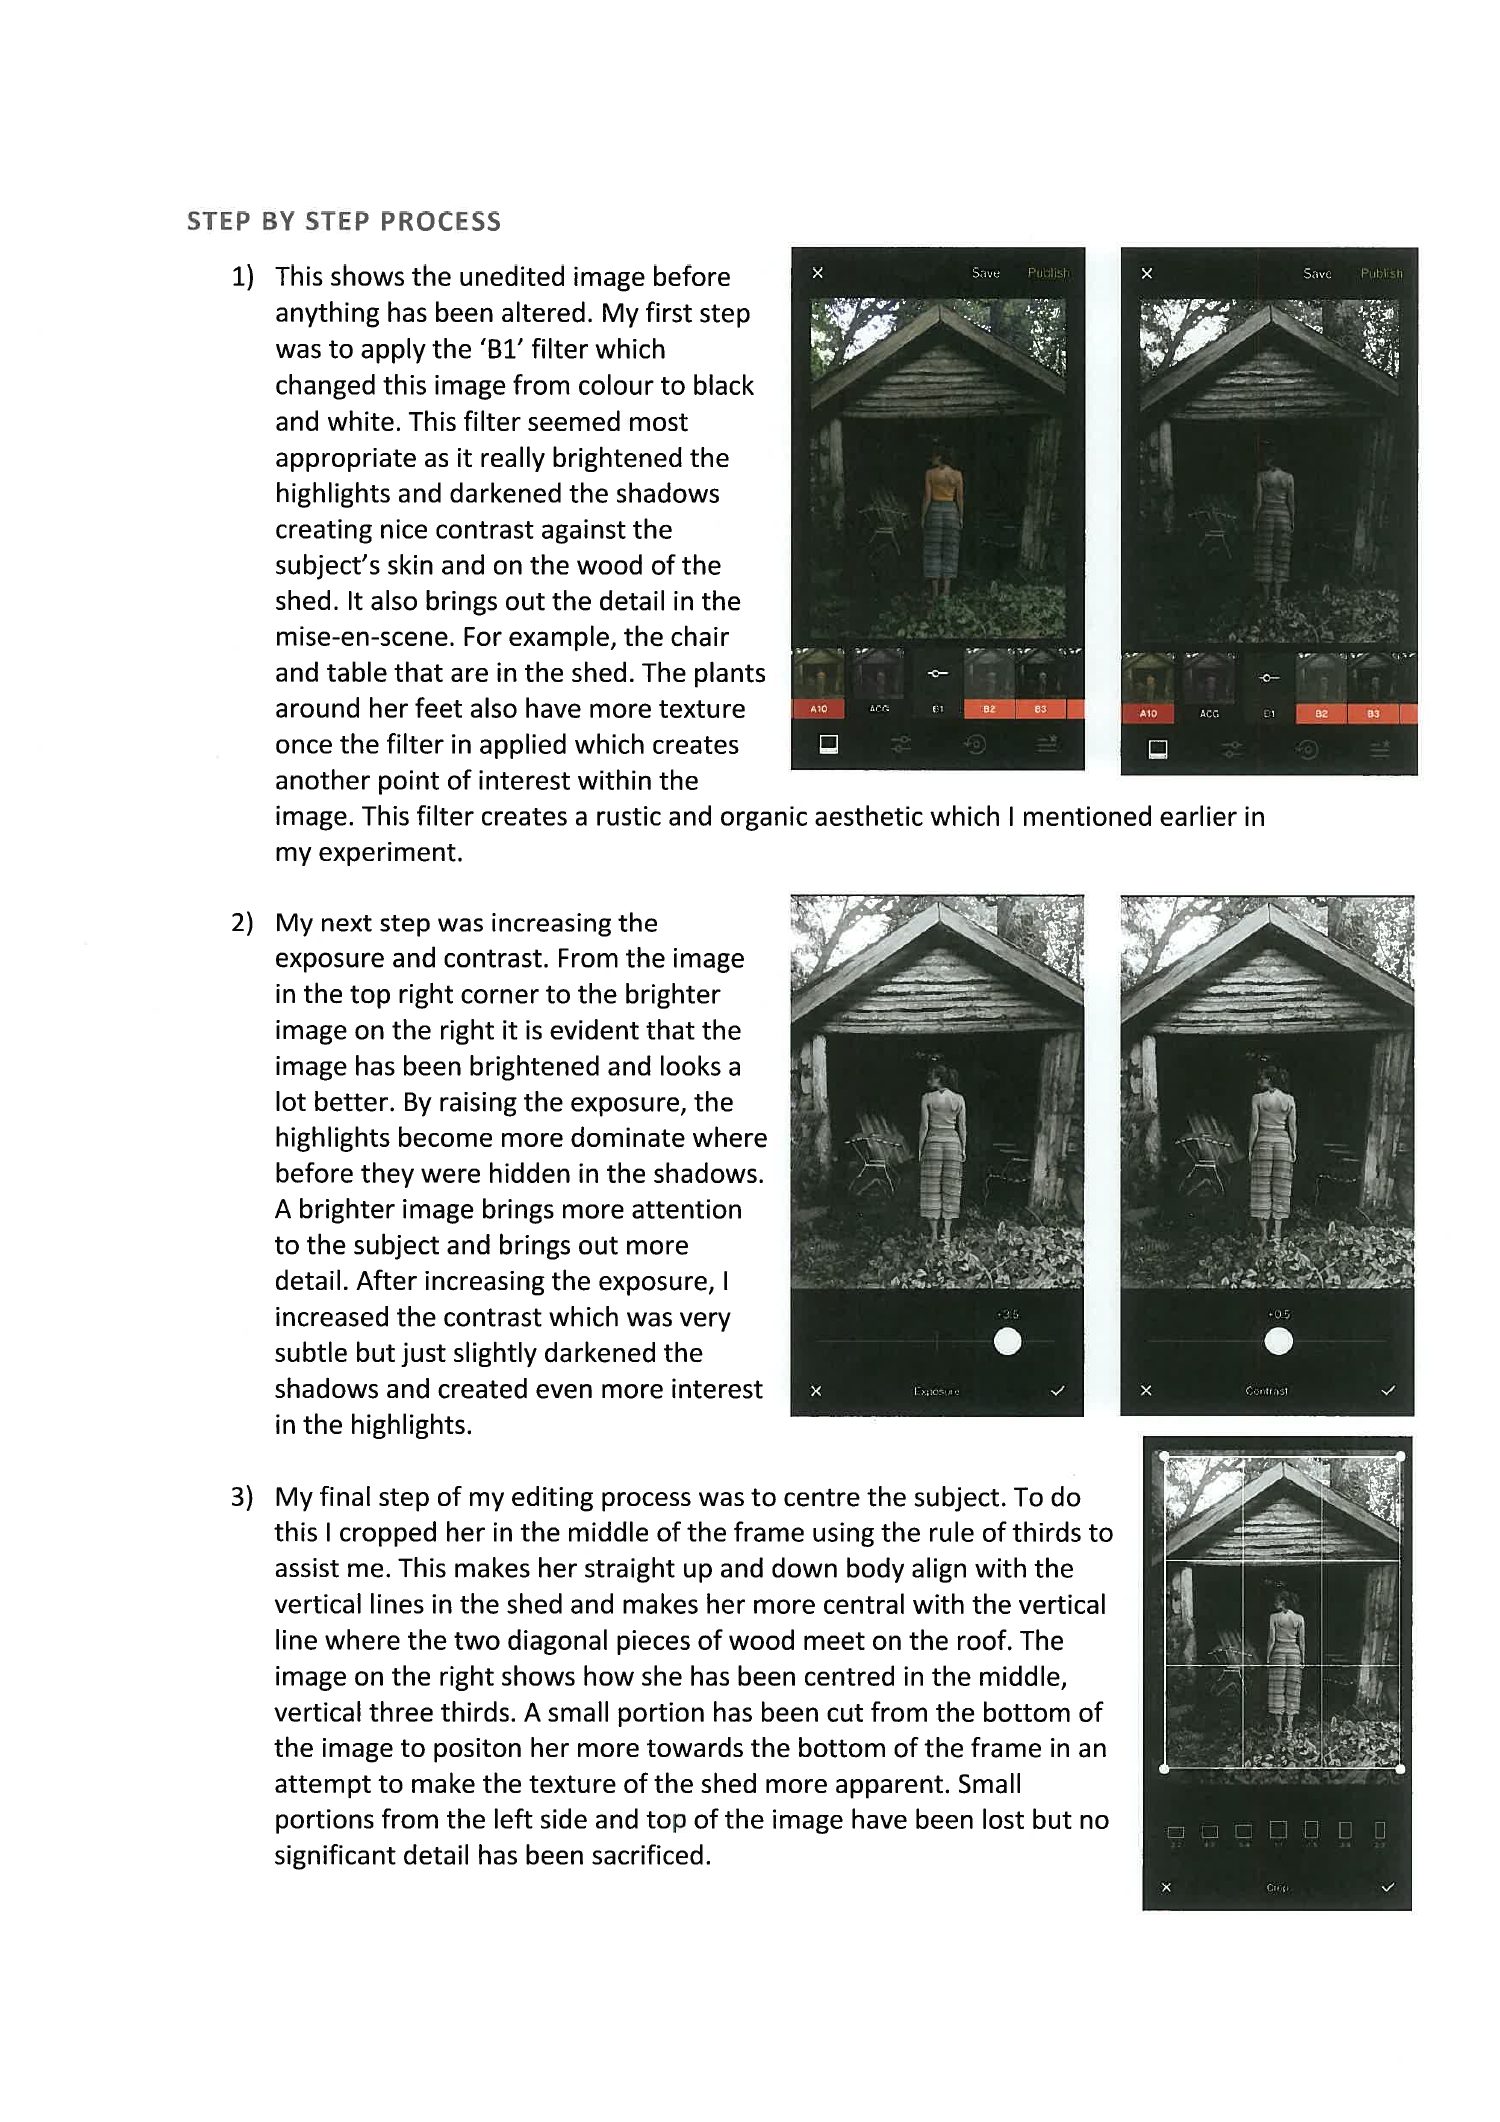 STEP BY STEP PROCESS
1) This shows the unedited image before
anything has been altered. My first step
was to apply the ‘B1’ filter which
changed this image from colour to black
and white. This filter seemed most
appropriate as it really brightened the
highlights and darkened the shadows
creating nice contrast against the
subject’s skin and on the wood of the
shed. It also brings out the detail in the
mise-en-scene. For example, the chair
and table that are in the shed. The plants
around her feet also have more texture
once the filter in applied which creates
another point of interest within the
image. This filter creates a rustic and organic aesthetic which I mentioned earlier in
my experiment.
Save Publish
A10 ACG B1 B2 B3
Save Publish
A10 ACG B1 B2 B3
2) My next step was increasing the
exposure and contrast. From the image
in the top right corner to the brighter
image on the right it is evident that the
image has been brightened and looks a
lot better. By raising the exposure, the
highlights become more dominate where
before they were hidden in the shadows.
A brighter image brings more attention
to the subject and brings out more
detail. After increasing the exposure, I
increased the contrast which was very
subtle but just slightly darkened the
shadows and created even more interest
in the highlights.
+3.5
Exposure
+0.5
Contrast
3) My final step of my editing process was to centre the subject. To do
this I cropped her in the middle of the frame using the rule of thirds to
assist me. This makes her straight up and down body align with the
vertical lines in the shed and makes her more central with the vertical
line where the two diagonal pieces of wood meet on the roof. The
image on the right shows how she has been centred in the middle,
vertical three thirds. A small portion has been cut from the bottom of
the image to positon her more towards the bottom of the frame in an
attempt to make the texture of the shed more apparent. Small
portions from the left side and top of the image have been lost but no
significant detail has been sacrificed.
Crop